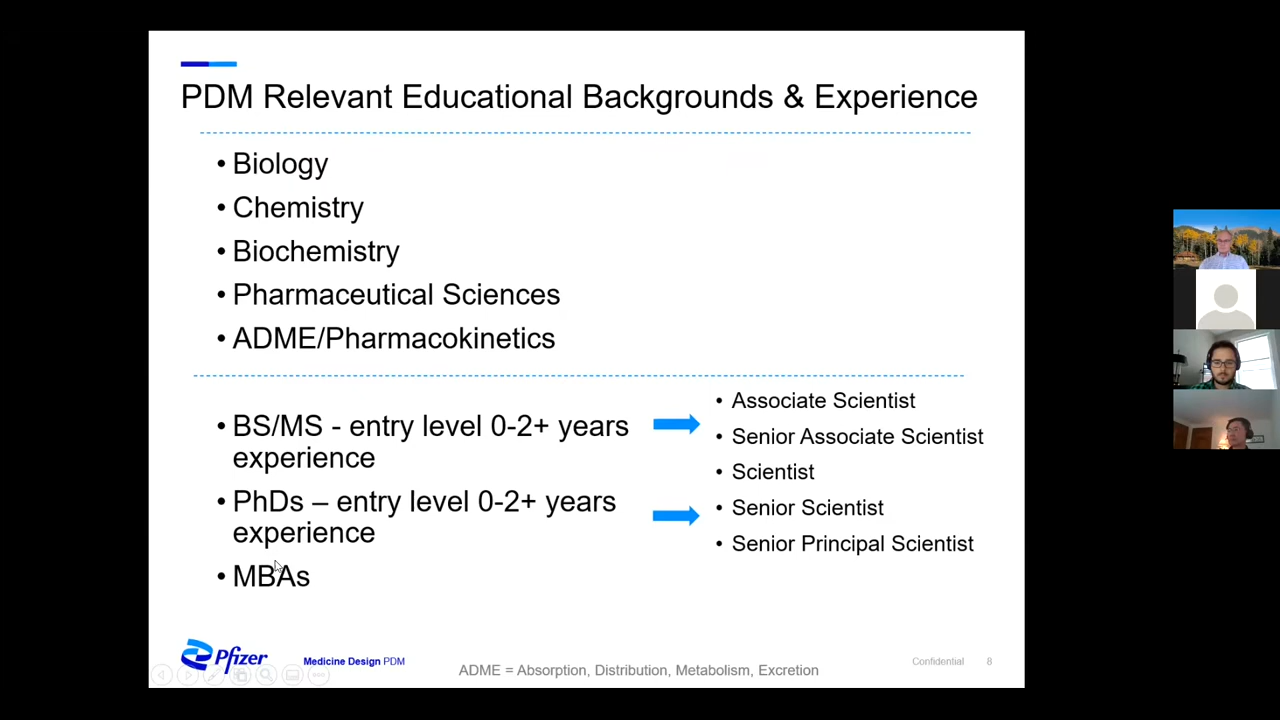 PDM Relevant Educational Backgrounds & Experience
• Biology
• Chemistry
• Biochemistry
• Pharmaceutical Sciences
• ADME/Pharmacokinetics
• BS/MS - entry level 0-2+ years
experience
• PhDs – entry level 0-2+ years
experience
• MBAs
• Associate Scientist
• Senior Associate Scientist
• Scientist
• Senior Scientist
• Senior Principal Scientist
Pfizer
Medicine Design PDM
ADME = Absorption, Distribution, Metabolism, Excretion
Confidential 8